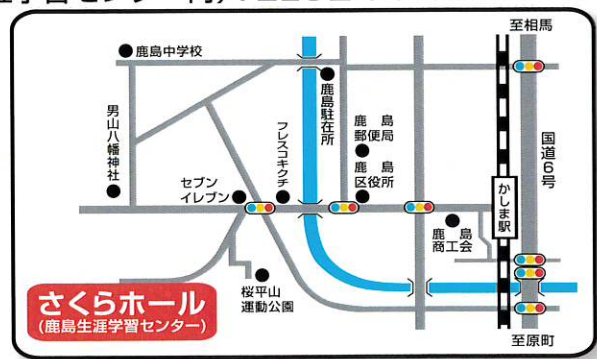 至相馬
鹿島中学校
鹿島駐在所
男山八幡神社
フレスコキクチ
鹿島
郵便局
鹿島
区役所
国道6号
セブン
イレブン
かしま駅
鹿島
商工会
桜平山
運動公園
さくらホール
(鹿島生涯学習センター)
至原町